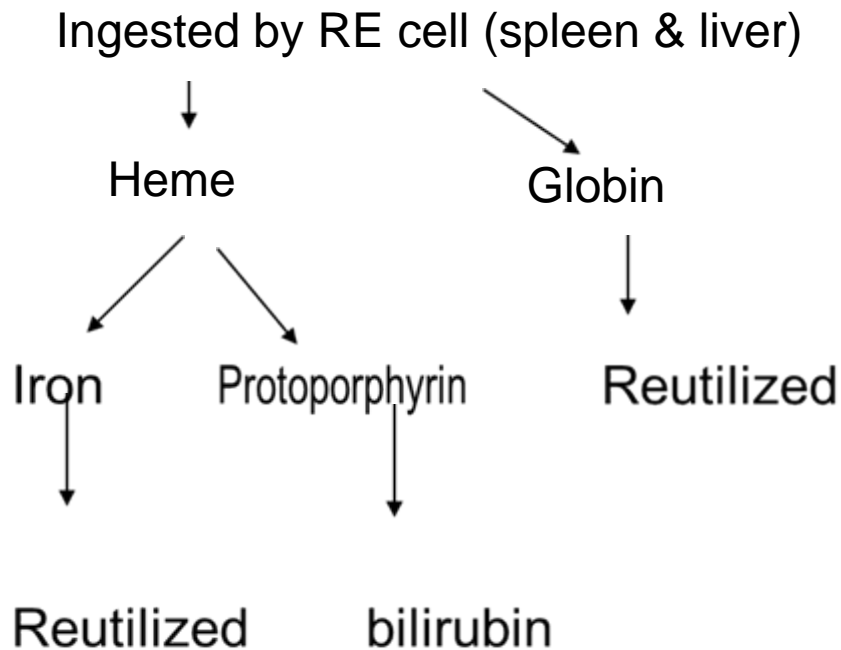 Ingested by RE cell (spleen & liver)
Heme Globin
Iron Protoporphyrin Reutilized
Reutilized bilirubin